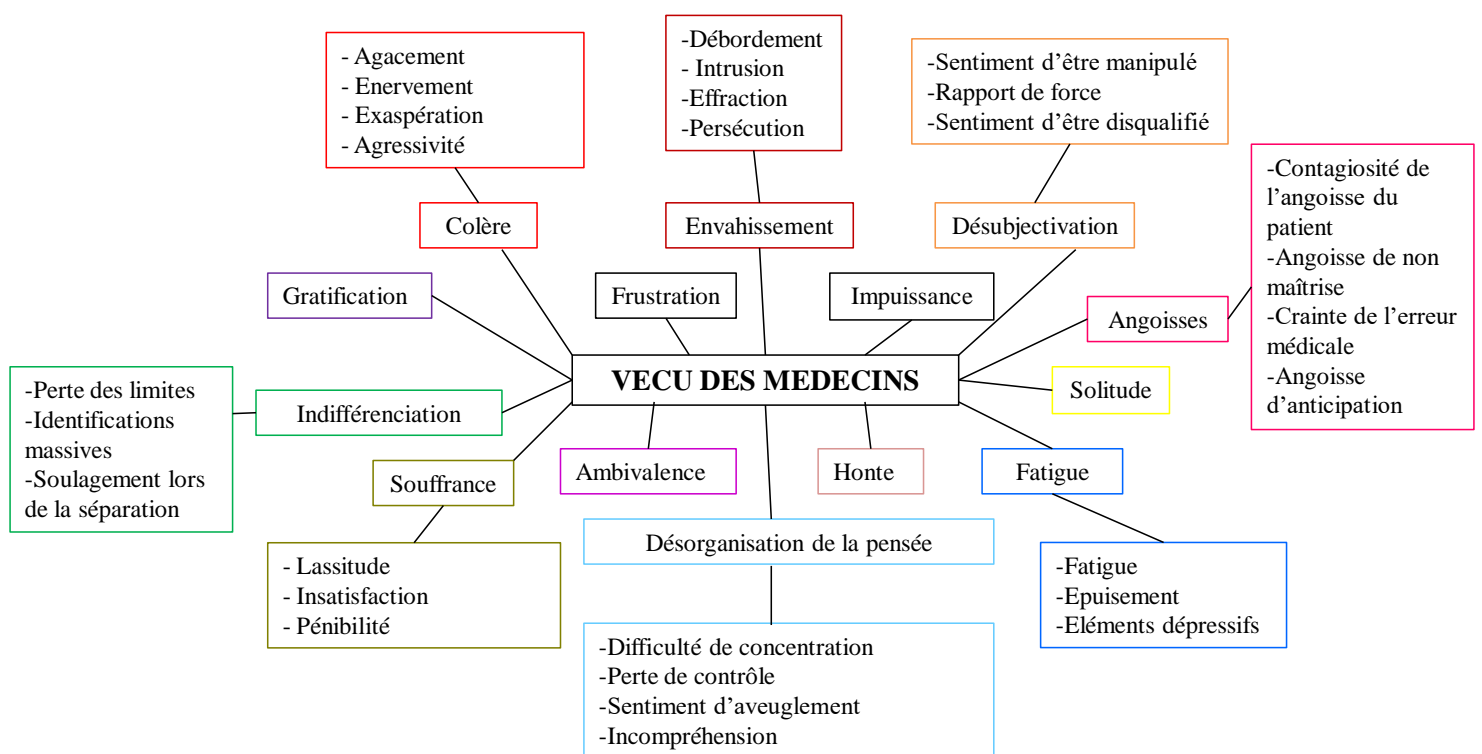 - Agacement
- Enervement
- Exaspération
- Agressivité
-Débordement
- Intrusion
-Effraction
-Persécution
-Sentiment d’être manipulé
-Rapport de force
-Sentiment d’être disqualifié
-Contagiosité de
l’angoisse du
patient
-Angoisse de non
maîtrise
-Crainte de l’erreur
médicale
-Angoisse
d’anticipation
Colère
Envahissement
Désubjectivation
Gratification
Frustration
Impuissance
Angoisses
VECU DES MEDECINS
Solitude
-Perte des limites
-Identifications
massives
-Soulagement lors
de la séparation
Indifférenciation
Souffrance
Ambivalence
Honte
Fatigue
Désorganisation de la pensée
- Lassitude
- Insatisfaction
- Pénibilité
-Difficulté de concentration
-Perte de contrôle
-Sentiment d’aveuglement
-Incompréhension
-Fatigue
-Epuisement
-Eléments dépressifs